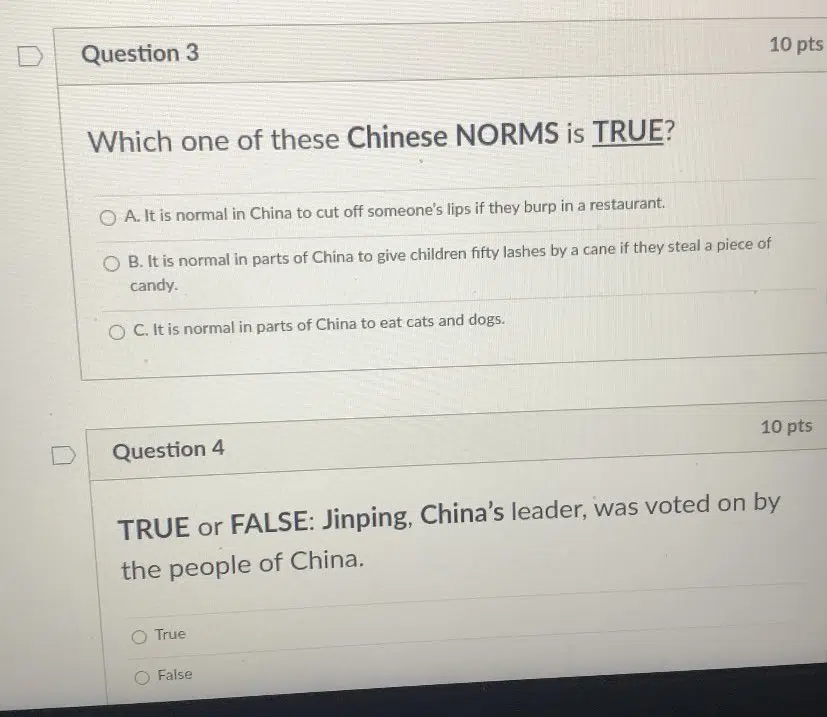 Question 3
10 pts
Which one of these Chinese NORMS is TRUE?
A. It is normal in China to cut off someone's lips if they burp in a restaurant.
B. It is normal in parts of China to give children fifty lashes by a cane if they steal a piece of
candy.
C. It is normal in parts of China to eat cats and dogs.
Question 4
10 pts
TRUE or FALSE: Jinping, China's leader, was voted on by
the people of China.
True
False